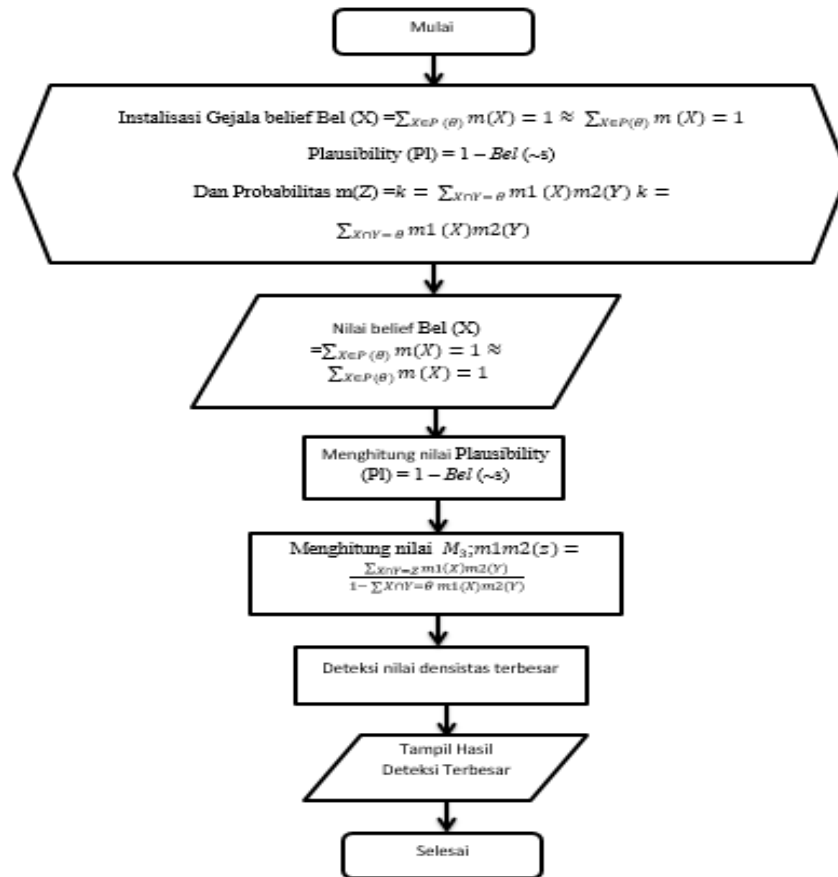 Mulai
Instalisasi Gejala belief Bel (X) =∑_{X∈P (θ)} m(X) = 1 ≈ ∑_{X∈P(θ)} m (X) = 1
Plausibility (Pl) = 1 – Bel (~s)
Dan Probabilitas m(Z) =k = ∑_{X∩Y= θ} m1 (X)m2(Y) k =
∑_{X∩Y= θ} m1 (X)m2(Y)
Nilai belief Bel (X)
=∑_{X∈P (θ)} m(X) = 1 ≈
∑_{X∈P(θ)} m (X) = 1
Menghitung nilai Plausibility
(Pl) = 1 – Bel (~s)
Menghitung nilai M₃;m1m2(z) =
∑X∩Y=Z m1(X)m2(Y)
1− ∑X∩Y=θ m1(X)m2(Y)
Deteksi nilai densistas terbesar
Tampil Hasil
Deteksi Terbesar
Selesai